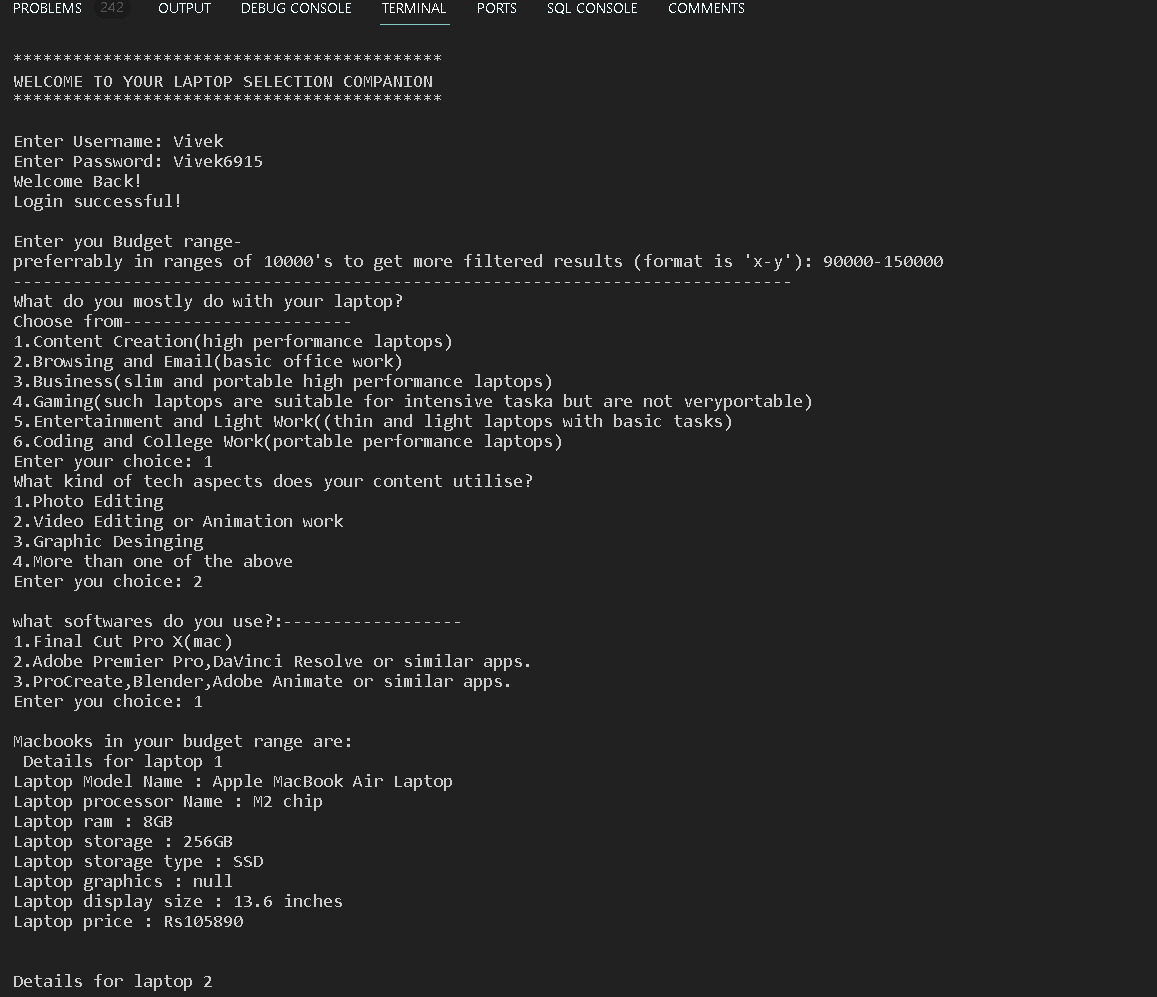 PROBLEMS 242 OUTPUT DEBUG CONSOLE TERMINAL PORTS SQL CONSOLE COMMENTS
*******************************************
WELCOME TO YOUR LAPTOP SELECTION COMPANION
*******************************************
Enter Username: Vivek
Enter Password: Vivek6915
Welcome Back!
Login successful!
Enter you Budget range-
preferrably in ranges of 10000's to get more filtered results (format is 'x-y'): 90000-150000
------------------------------------------------------------------------------
What do you mostly do with your laptop?
Choose from-----------------------
1.Content Creation(high performance laptops)
2.Browsing and Email(basic office work)
3.Business(slim and portable high performance laptops)
4.Gaming(such laptops are suitable for intensive taska but are not veryportable)
5.Entertainment and Light Work((thin and light laptops with basic tasks)
6.Coding and College Work(portable performance laptops)
Enter your choice: 1
What kind of tech aspects does your content utilise?
1.Photo Editing
2.Video Editing or Animation work
3.Graphic Desinging
4.More than one of the above
Enter you choice: 2
what softwares do you use?:------------------
1.Final Cut Pro X(mac)
2.Adobe Premier Pro,DaVinci Resolve or similar apps.
3.ProCreate,Blender,Adobe Animate or similar apps.
Enter you choice: 1
Macbooks in your budget range are:
Details for laptop 1
Laptop Model Name : Apple MacBook Air Laptop
Laptop processor Name : M2 chip
Laptop ram : 8GB
Laptop storage : 256GB
Laptop storage type : SSD
Laptop graphics : null
Laptop display size : 13.6 inches
Laptop price : Rs105890
Details for laptop 2